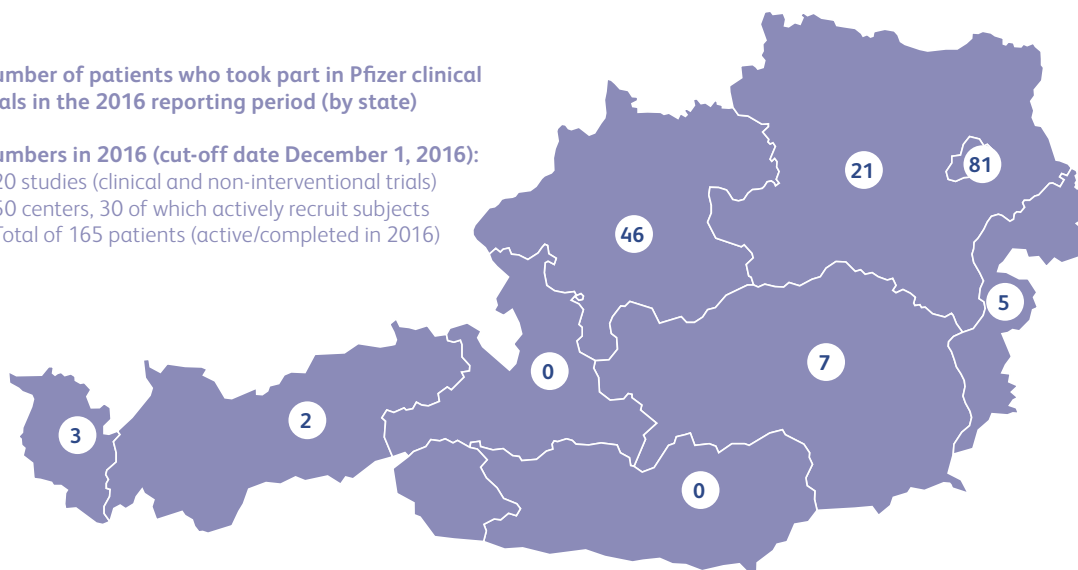 umber of patients who took part in Pfizer clinical
als in the 2016 reporting period (by state)
umbers in 2016 (cut-off date December 1, 2016):
20 studies (clinical and non-interventional trials)
50 centers, 30 of which actively recruit subjects
Total of 165 patients (active/completed in 2016)
21
81
46
5
7
0
2
3
0